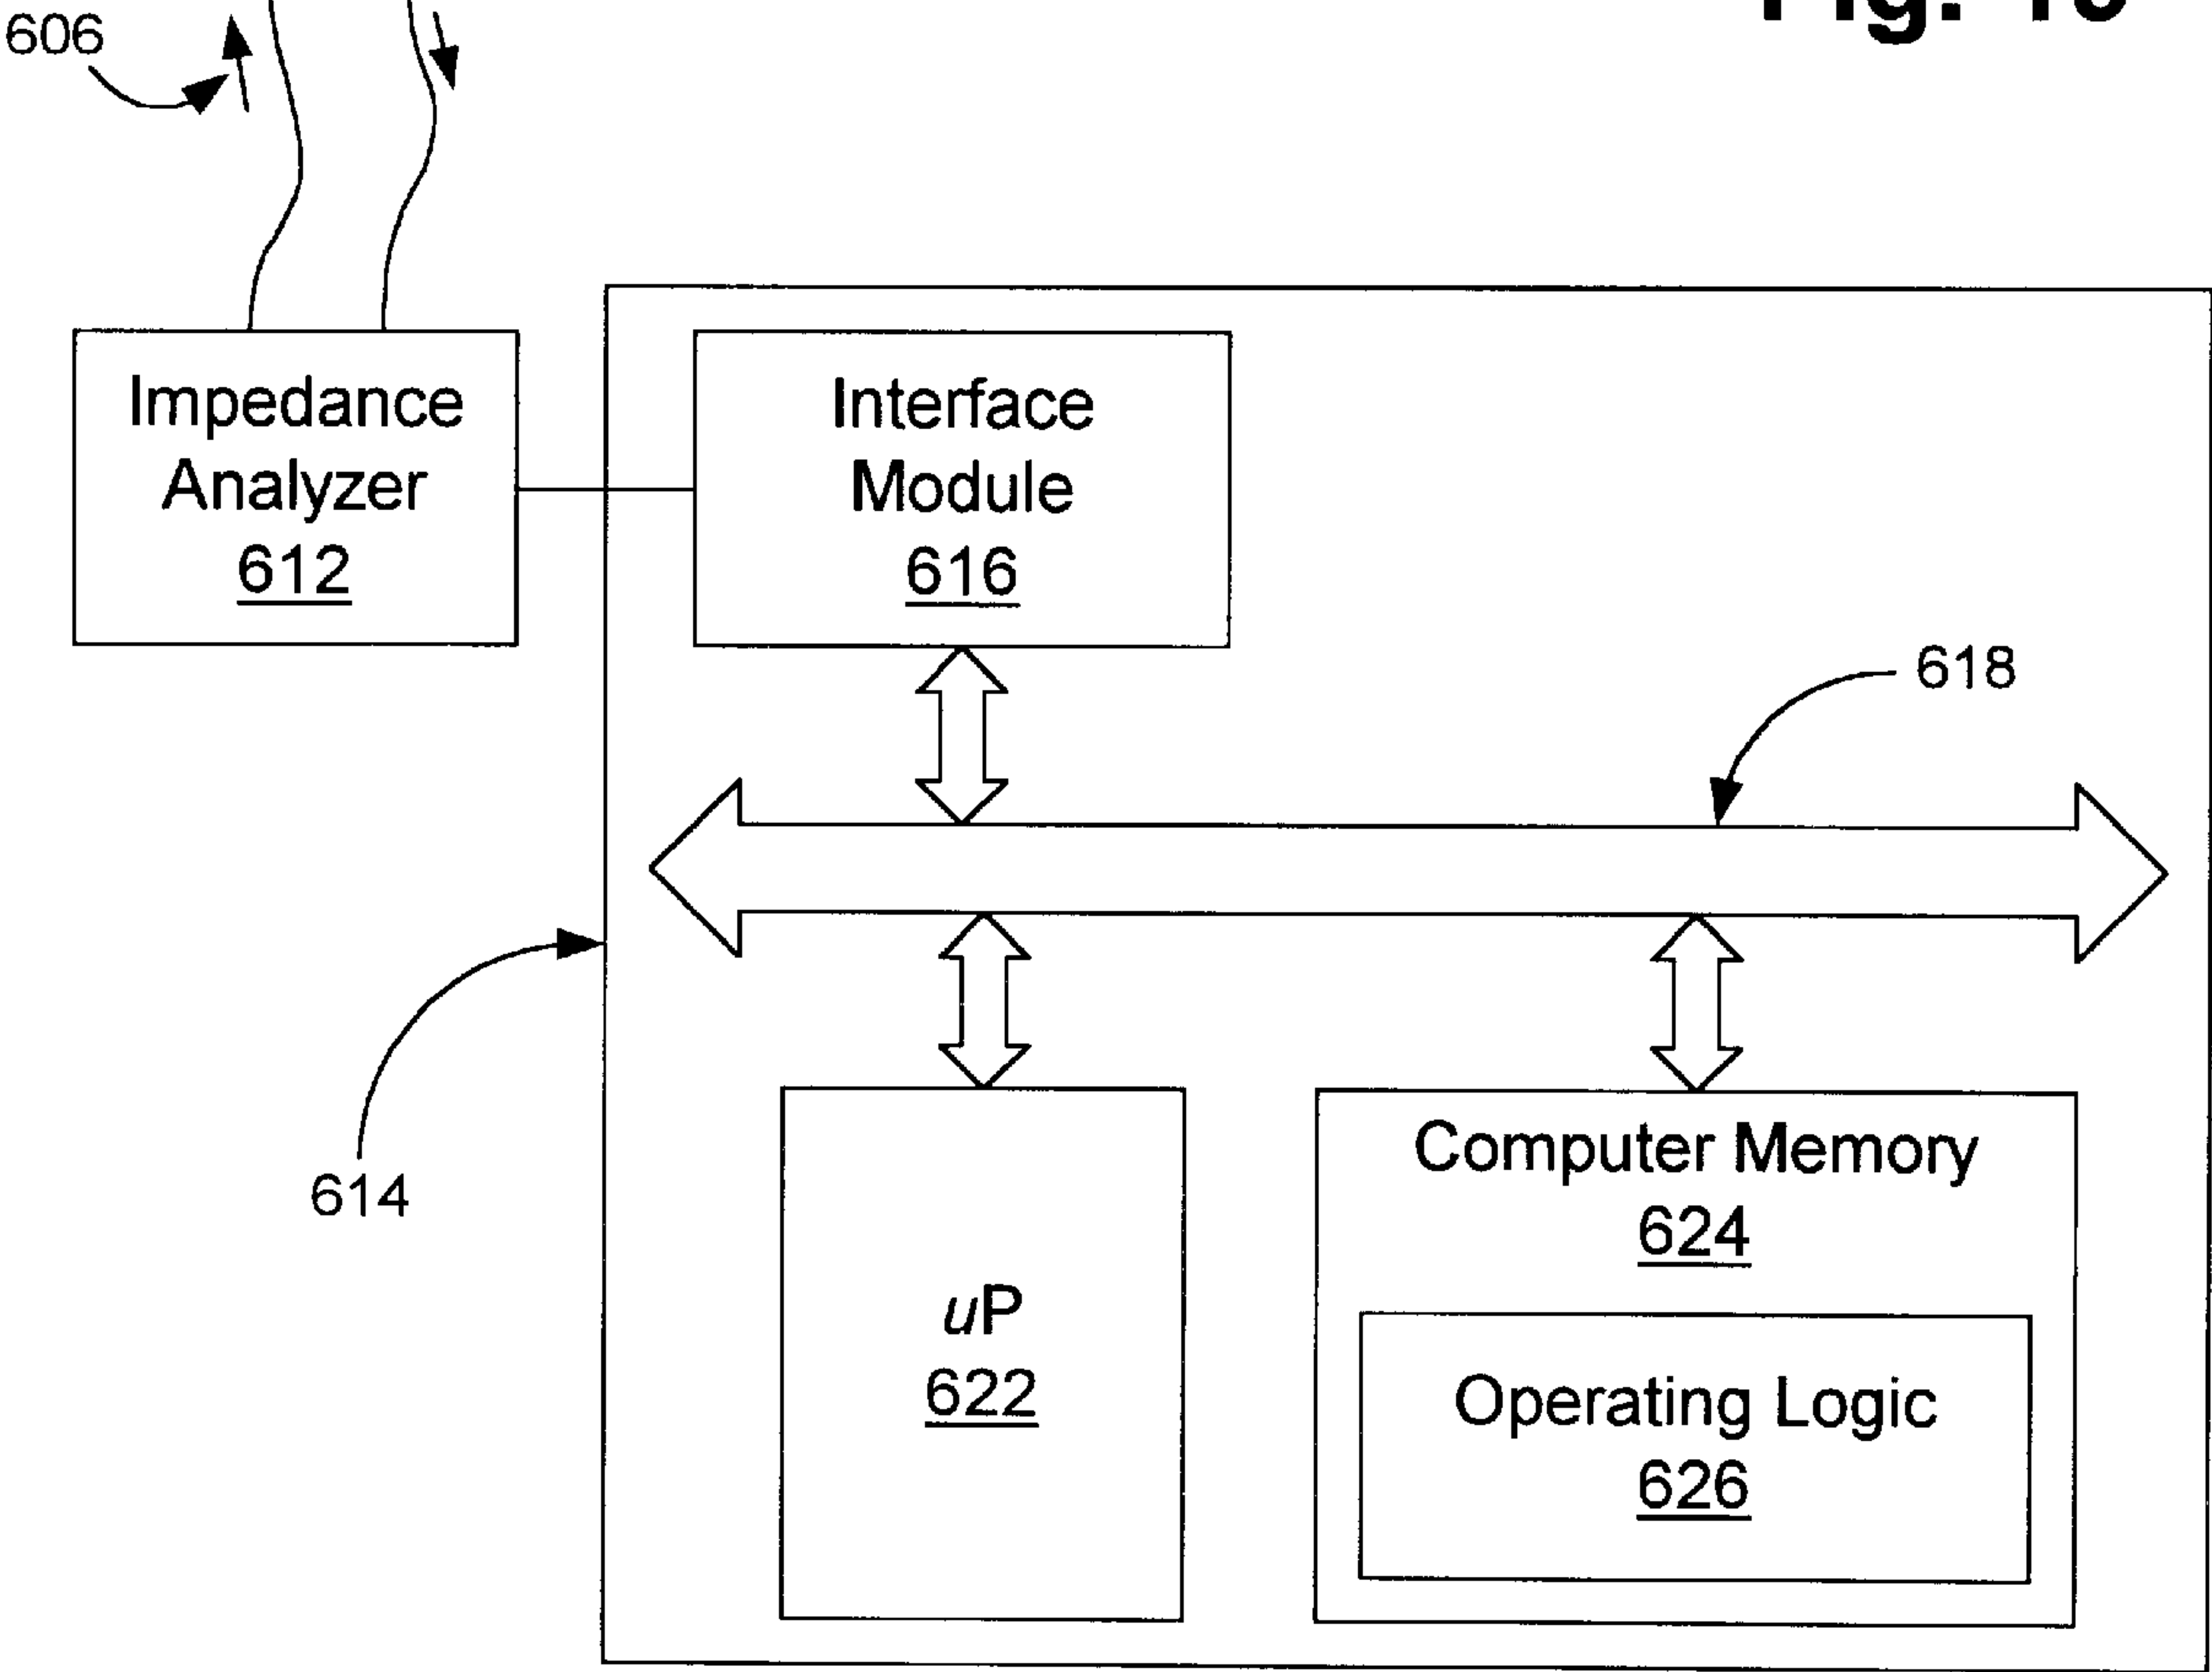 606
Impedance
Analyzer
612
Interface
Module
616
618
614
uP
622
Computer Memory
624
Operating Logic
626